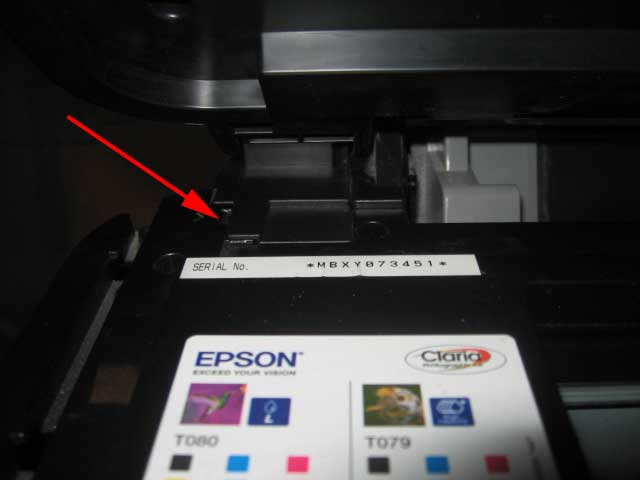 SERIAL No. *MBXY073451*
EPSON
EXCEED YOUR VISION
Claria
T080 T079